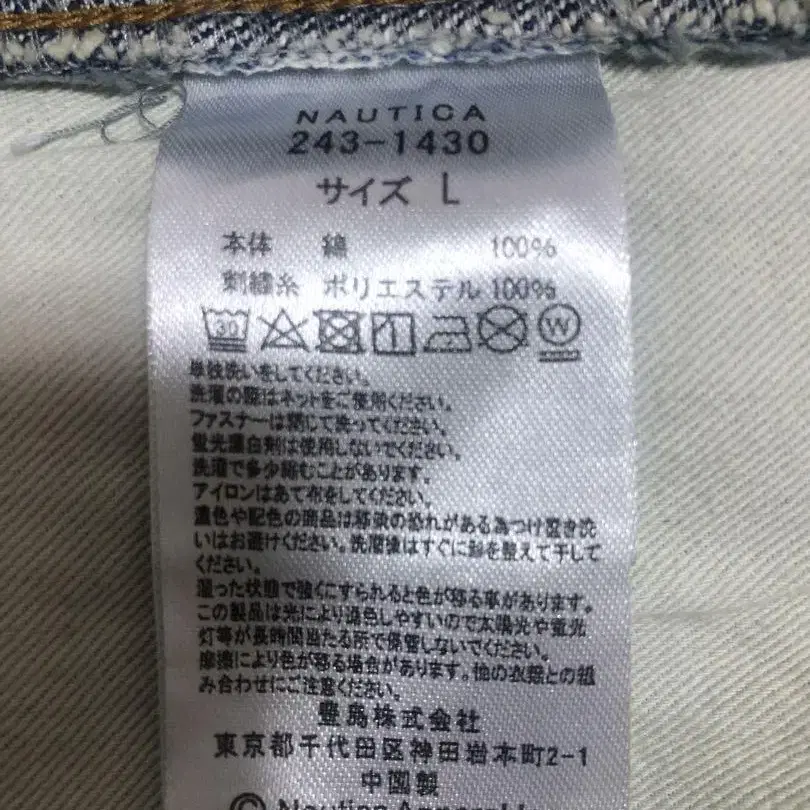 NAUTICA
243-1430
サイズ L
本体 綿 100%
刺繍糸 ポリエステル 100%
30
W
単独洗いをしてください。
洗濯の際はネットをご使用ください。
ファスナーは閉じて洗ってください。
蛍光漂白剤は使用しないでください。
洗濯で多少縮むことがあります。
アイロンはあて布をしてください。
濃色や配色の商品は移染の恐れがある為つけ置き洗
いはお避けください。洗濯後はすぐに形を整えて干して
ください。
湿った状態で強くこすられると色が移る事があります。
この製品は光により退色しやすいので太陽光や蛍光
灯等が長時間当たる所で保管しないでください。
摩擦により色が移る場合があります。他の衣類との組
み合わせにご注意ください。
豊島株式会社
東京都千代田区神田岩本町2-1
中国製
© Nautica Apparel